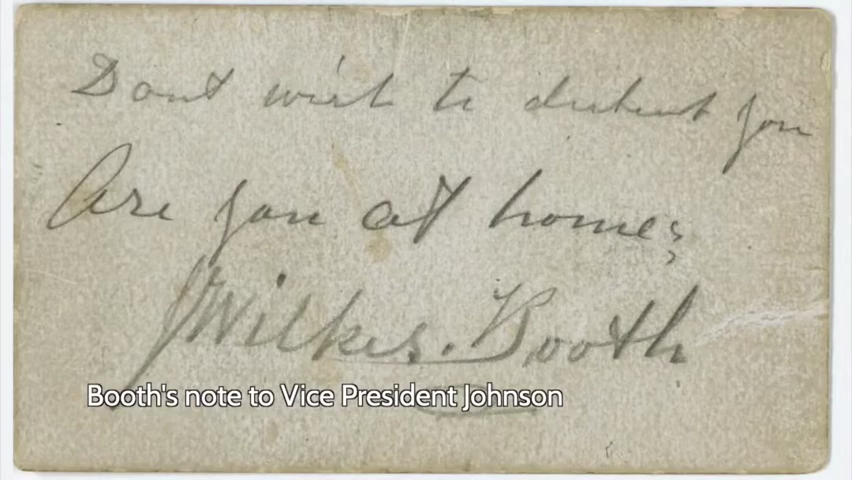 Dont wish to disturb you
Are you at home?
J Wilkes Booth
Booth's note to Vice President Johnson